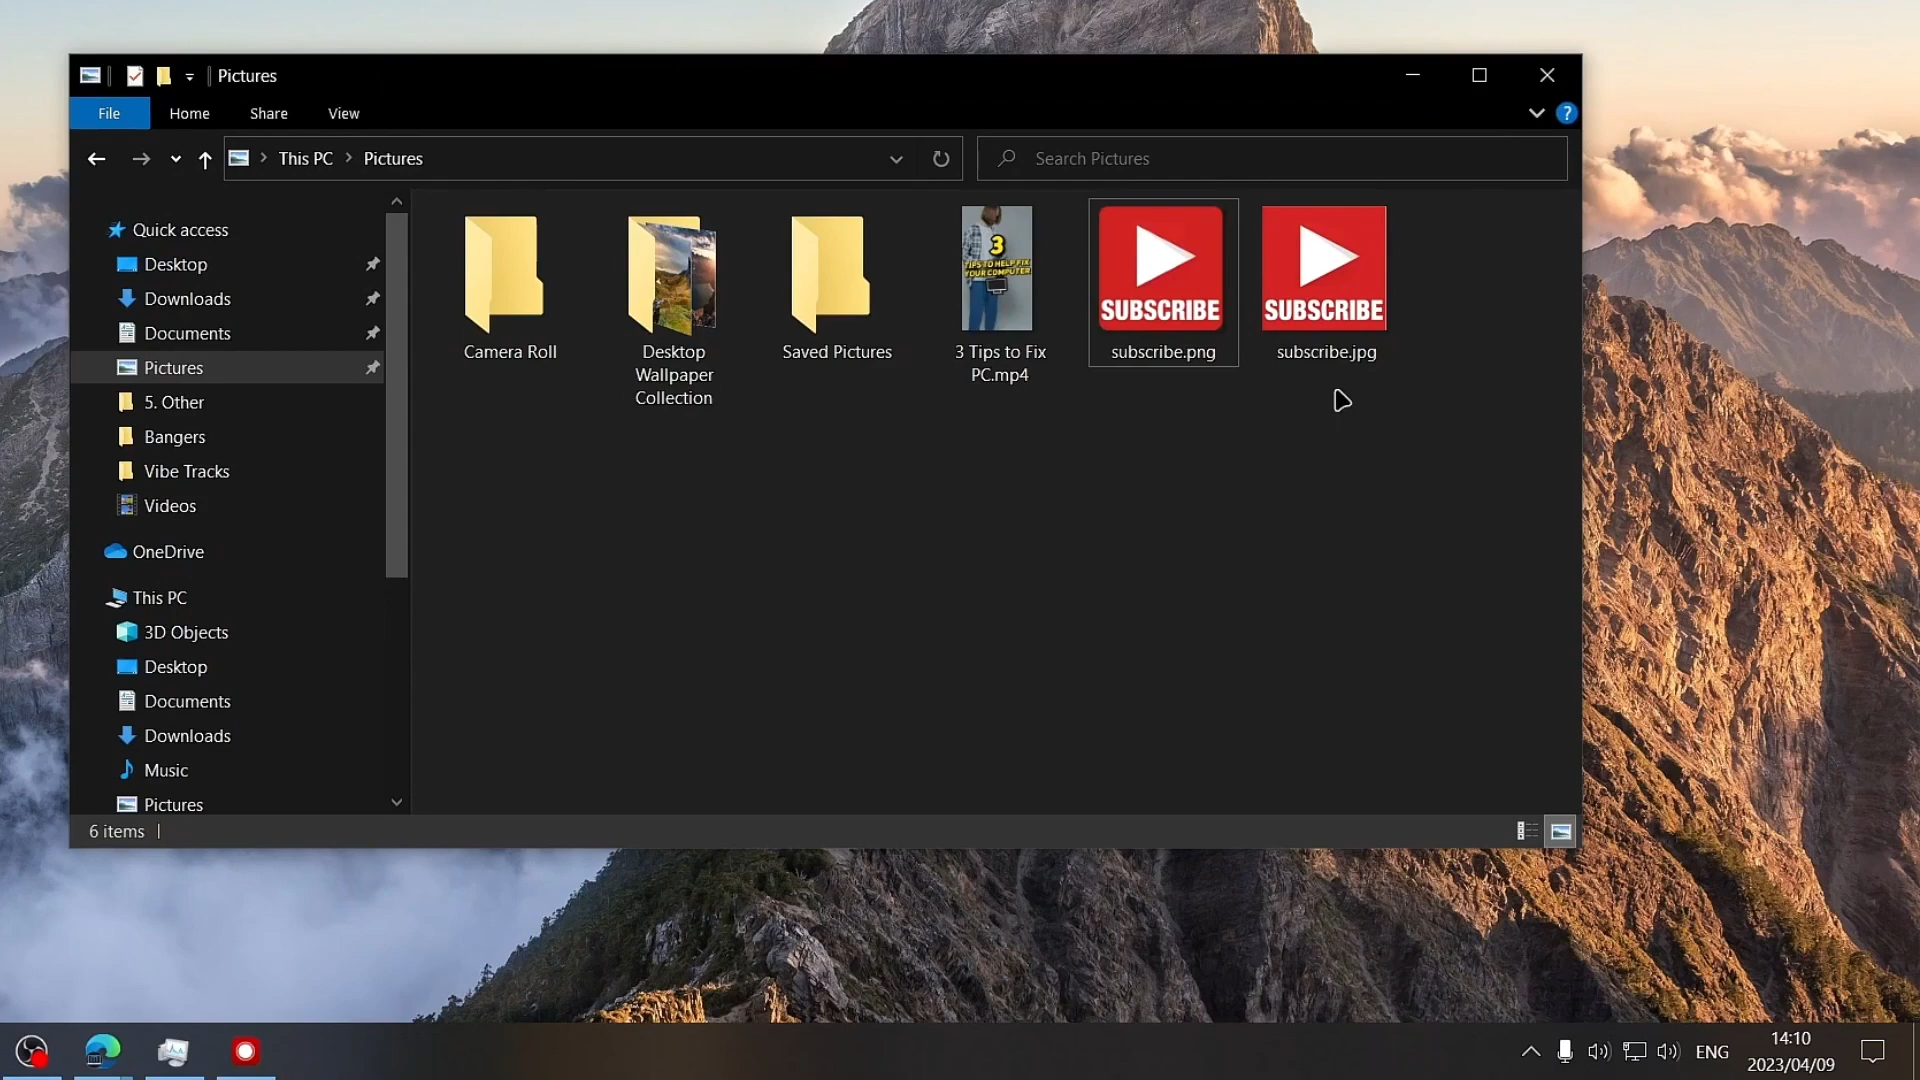 Pictures
File Home Share View
?
This PC Pictures
Search Pictures
Quick access
Desktop
Downloads
Documents
Pictures
5. Other
Bangers
Vibe Tracks
Videos
OneDrive
This PC
3D Objects
Desktop
Documents
Downloads
Music
Pictures
3
TIPS TO HELP FIX
YOUR COMPUTER
SUBSCRIBE
SUBSCRIBE
Camera Roll
Desktop
Wallpaper
Collection
Saved Pictures
3 Tips to Fix
PC.mp4
subscribe.png
subscribe.jpg
6 items
ENG
14:10
2023/04/09